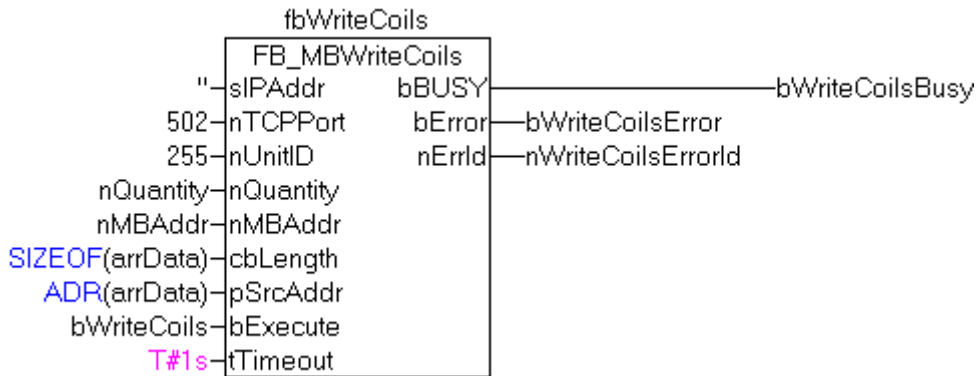 fbWriteCoils
FB_MBWriteCoils
''-sIPAddr bBUSY bWriteCoilsBusy
502-nTCPPort bError bWriteCoilsError
255-nUnitID nErrId nWriteCoilsErrorId
nQuantity-nQuantity
nMBAddr-nMBAddr
SIZEOF(arrData)-cbLength
ADR(arrData)-pSrcAddr
bWriteCoils-bExecute
T#1s-tTimeout